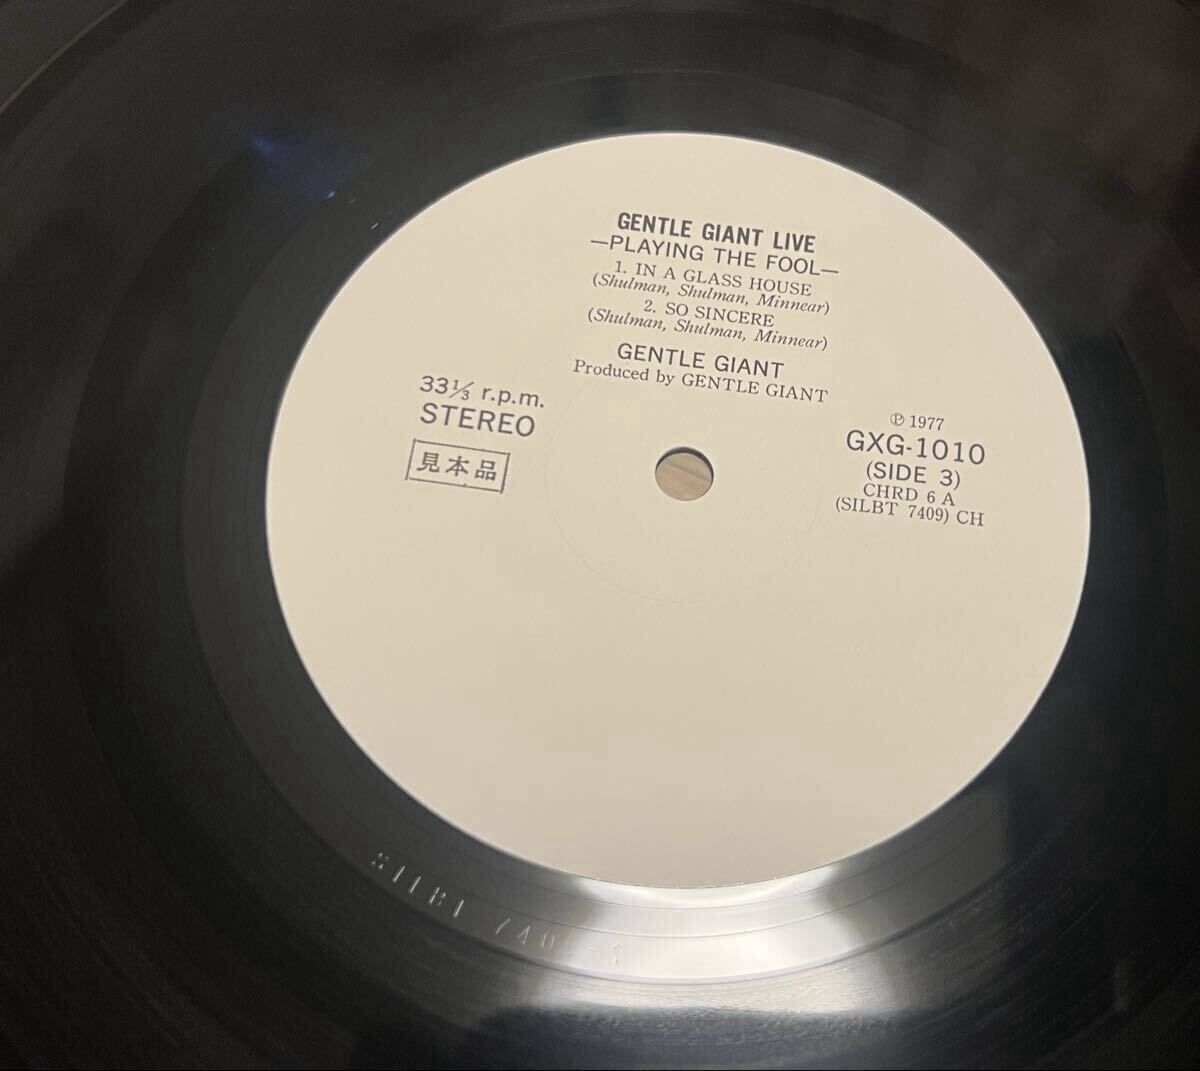 GENTLE GIANT LIVE
—PLAYING THE FOOL—
1. IN A GLASS HOUSE
(Shulman, Shulman, Minnear)
2. SO SINCERE
(Shulman, Shulman, Minnear)
GENTLE GIANT
Produced by GENTLE GIANT
33⅓ r.p.m.
STEREO
見本品
Ⓟ 1977
GXG-1010
(SIDE 3)
CHRD 6 A
(SILBT 7409) CH